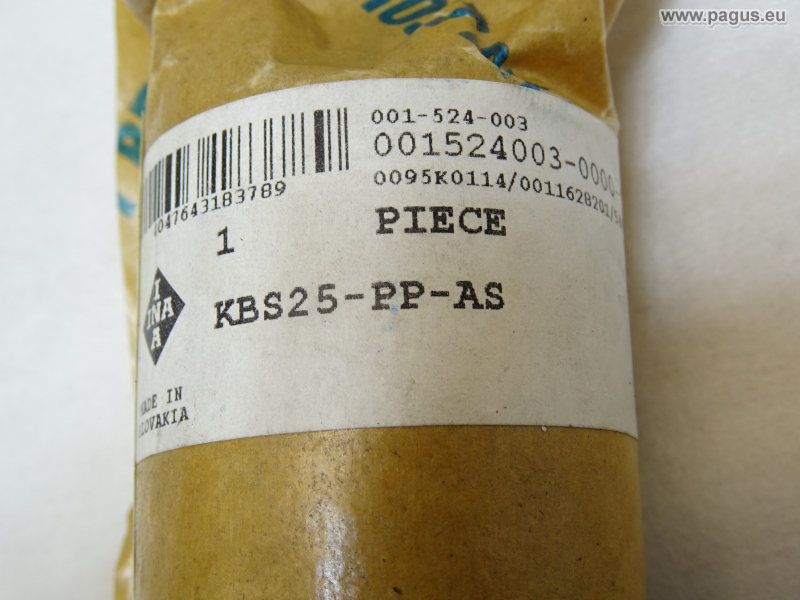 www.pagus.eu
001-524-003
001524003-0000-
0095K0114/0011628201/
4047643183789
1 PIECE
INA
KBS25-PP-AS
MADE IN
SLOVAKIA